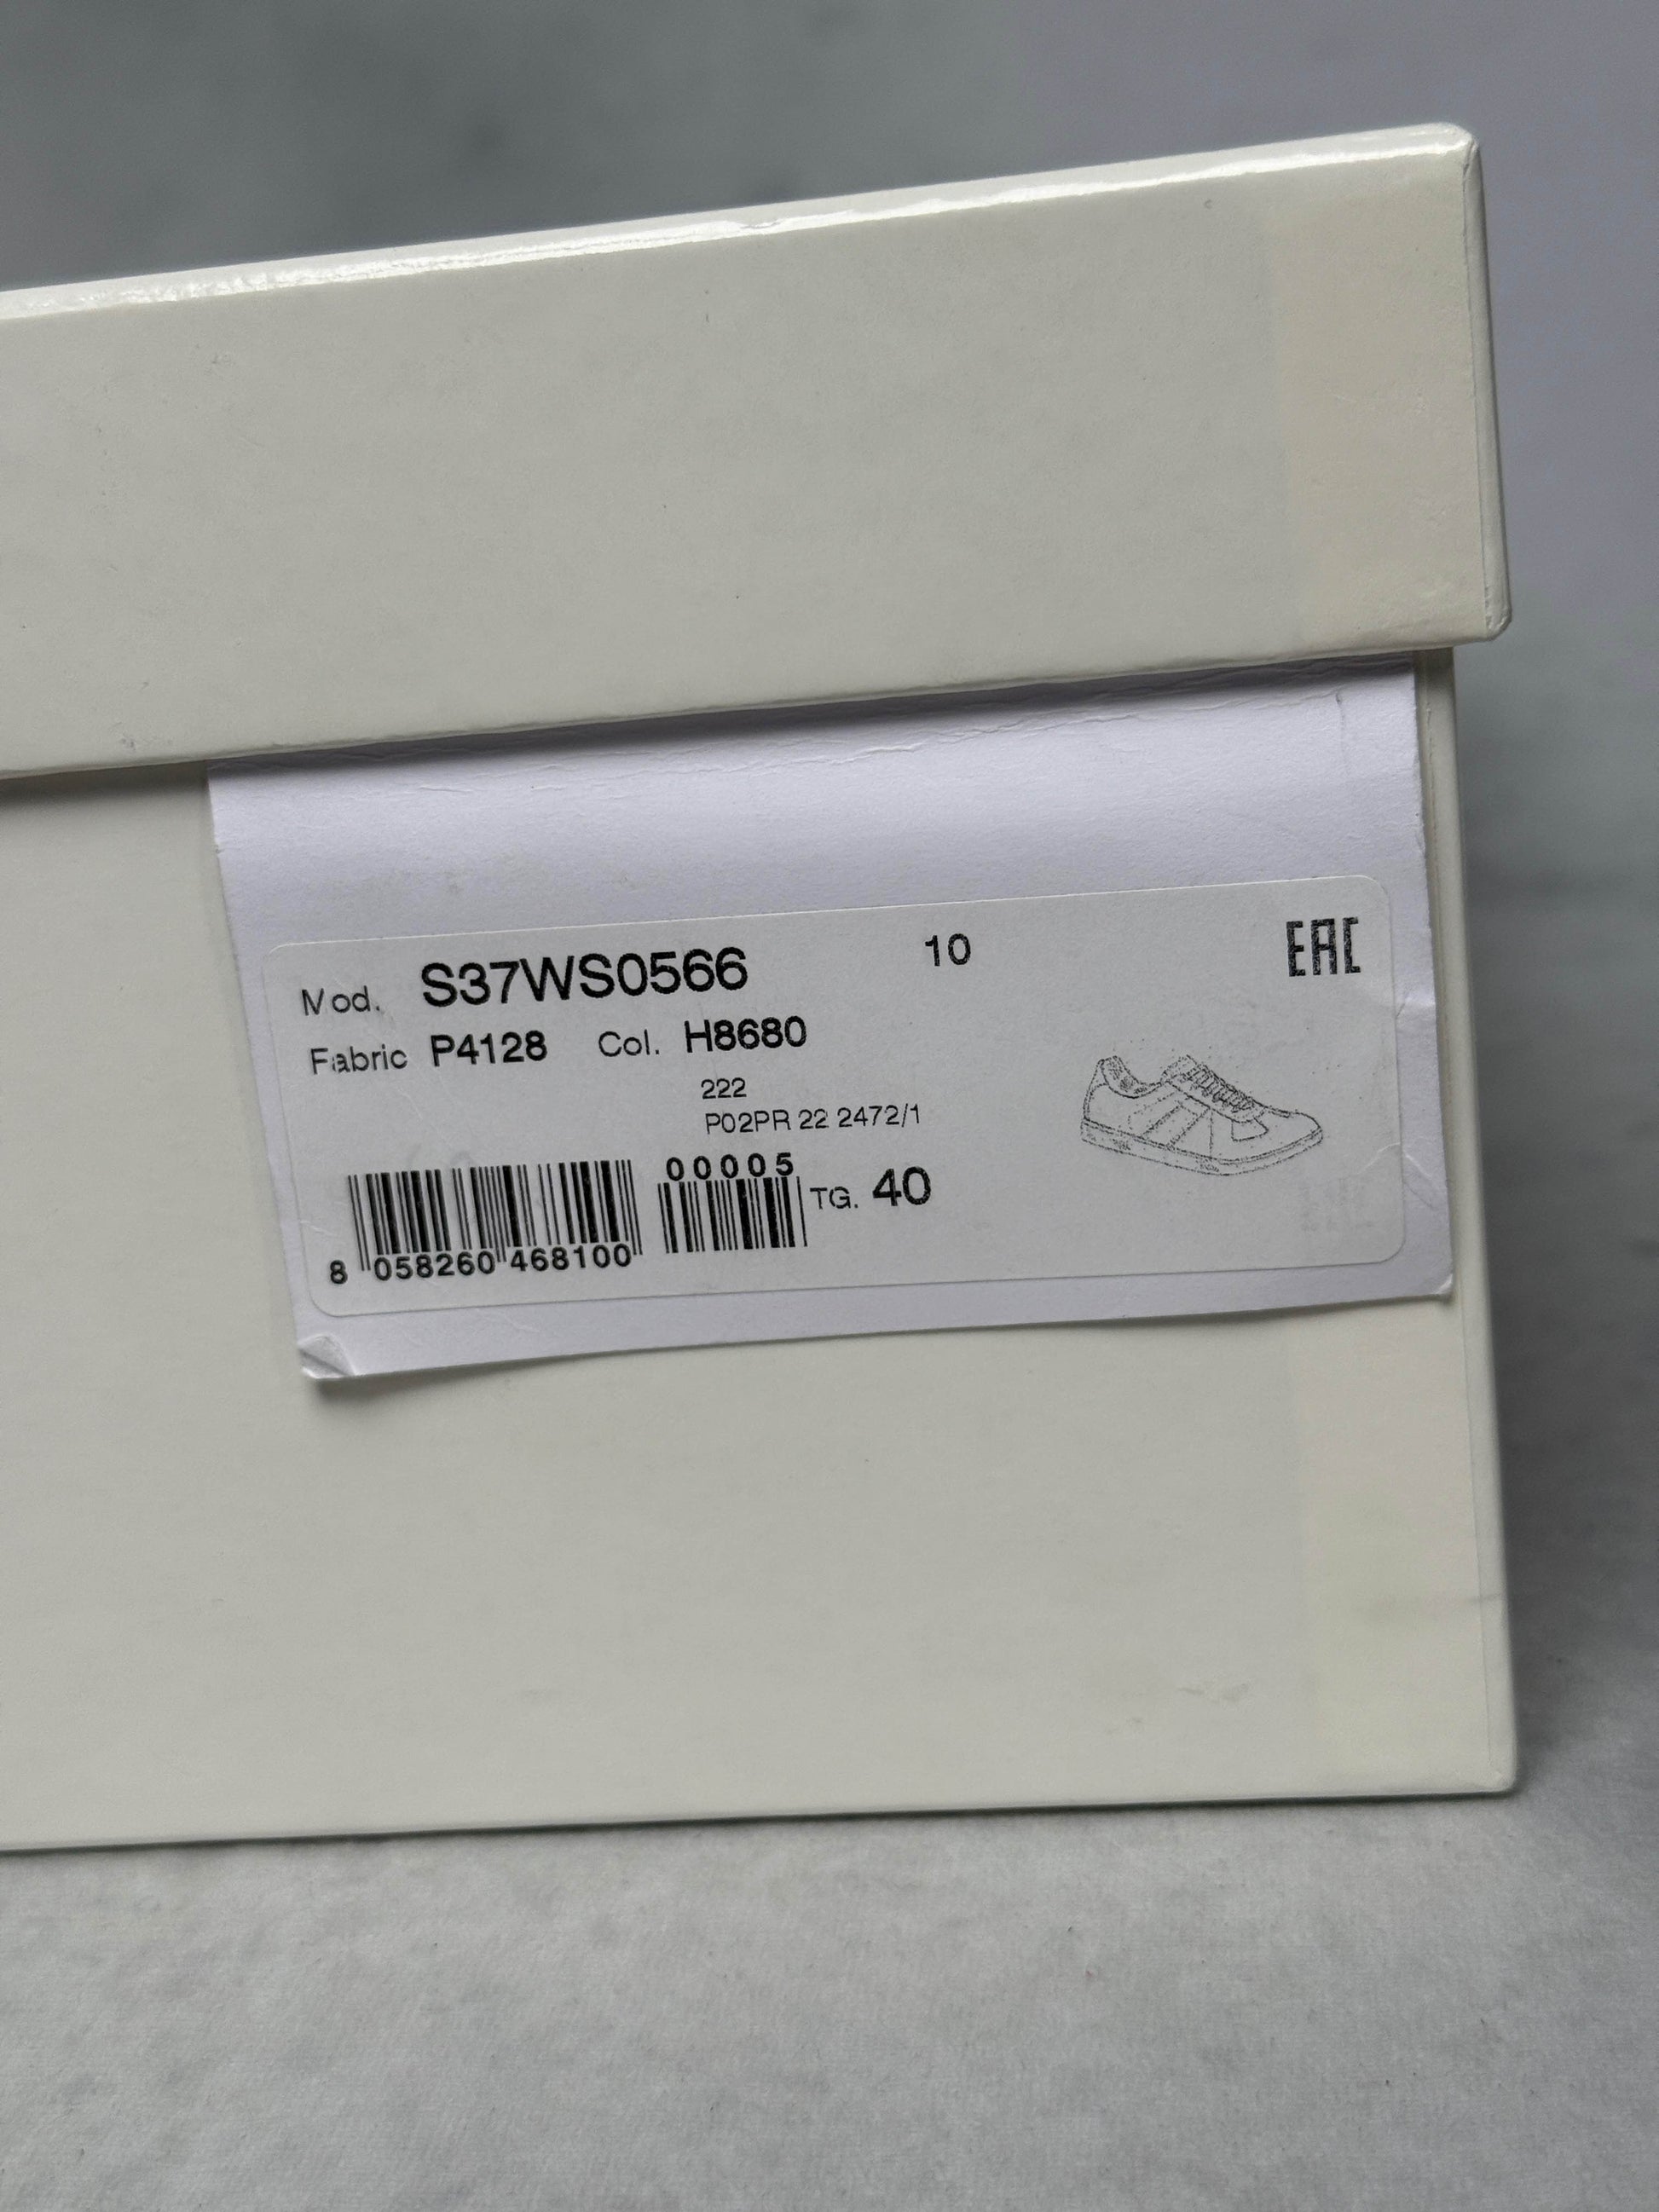 Mod. S37WS0566 10 EAC
Fabric P4128 Col. H8680
222
P02PR 22 2472/1
00005
TG. 40
8 058260 468100